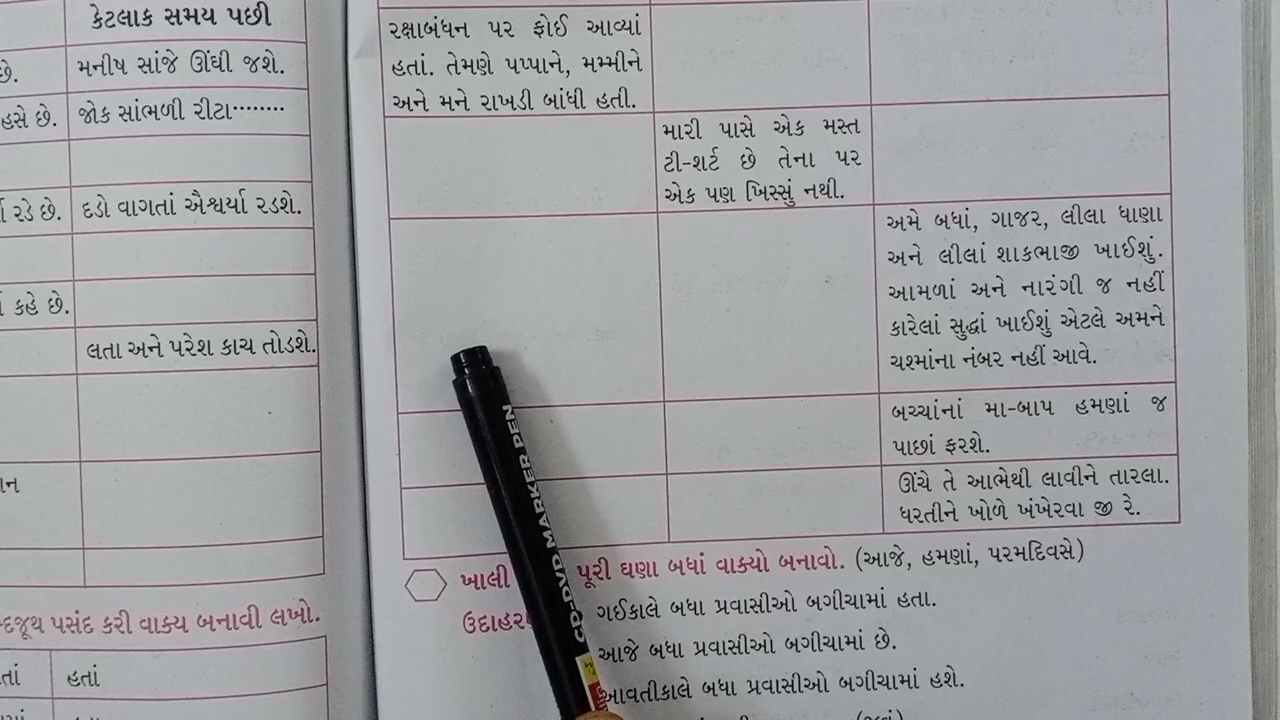 કેટલાક સમય પછી
છે. મનીષ સાંજે ઊંઘી જશે.
હસે છે. જોક સાંભળી રીટા........
રડે છે. દડો વાગતાં ઐશ્વર્યા રડશે.
કહે છે.
લતા અને પરેશ કાચ તોડશે.
પસંદ કરી વાક્ય બનાવી લખો.
હતાં
રક્ષાબંધન પર ફોઈ આવ્યાં
હતાં. તેમણે પપ્પાને, મમ્મીને
અને મને રાખડી બાંધી હતી.
મારી પાસે એક મસ્ત
ટી-શર્ટ છે તેના પર
એક પણ ખિસ્સું નથી.
અમે બધાં, ગાજર, લીલા ધાણા
અને લીલાં શાકભાજી ખાઈશું.
આમળાં અને નારંગી જ નહીં
કારેલાં સુદ્ધાં ખાઈશું એટલે અમને
ચશ્માંના નંબર નહીં આવે.
બચ્ચાંનાં મા-બાપ હમણાં જ
પાછાં ફરશે.
ઊંચે તે આભેથી લાવીને તારલા.
ધરતીને ખોળે ખંખેરવા જી રે.
ખાલી પૂરી ઘણા બધાં વાક્યો બનાવો. (આજે, હમણાં, પરમદિવસે)
ગઈકાલે બધા પ્રવાસીઓ બગીચામાં હતા.
આજે બધા પ્રવાસીઓ બગીચામાં છે.
આવતીકાલે બધા પ્રવાસીઓ બગીચામાં હશે.
CD-DVD MARKER PEN